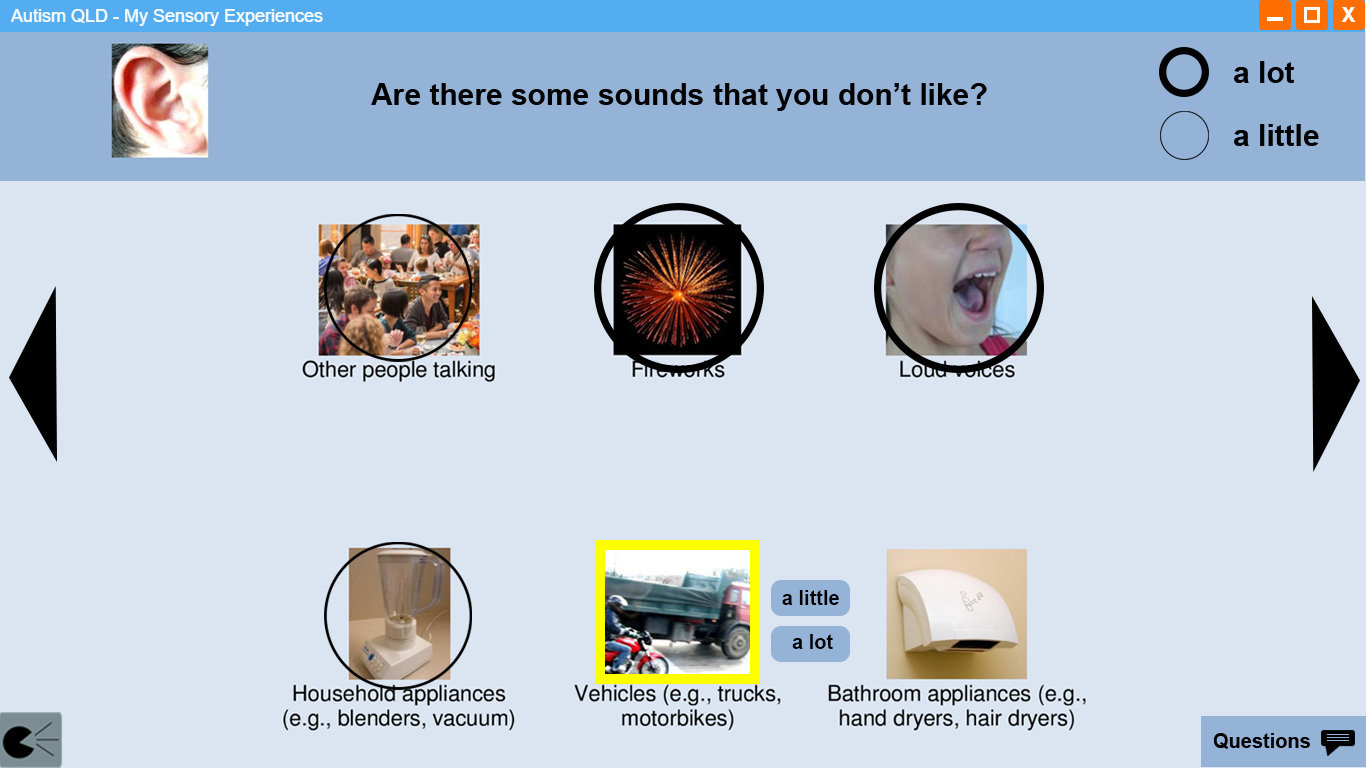 Autism QLD - My Sensory Experiences
X
Are there some sounds that you don’t like?
a lot
a little
Other people talking
Fireworks
Loud voices
a little
a lot
Household appliances
(e.g., blenders, vacuum)
Vehicles (e.g., trucks,
motorbikes)
Bathroom appliances (e.g.,
hand dryers, hair dryers)
Questions